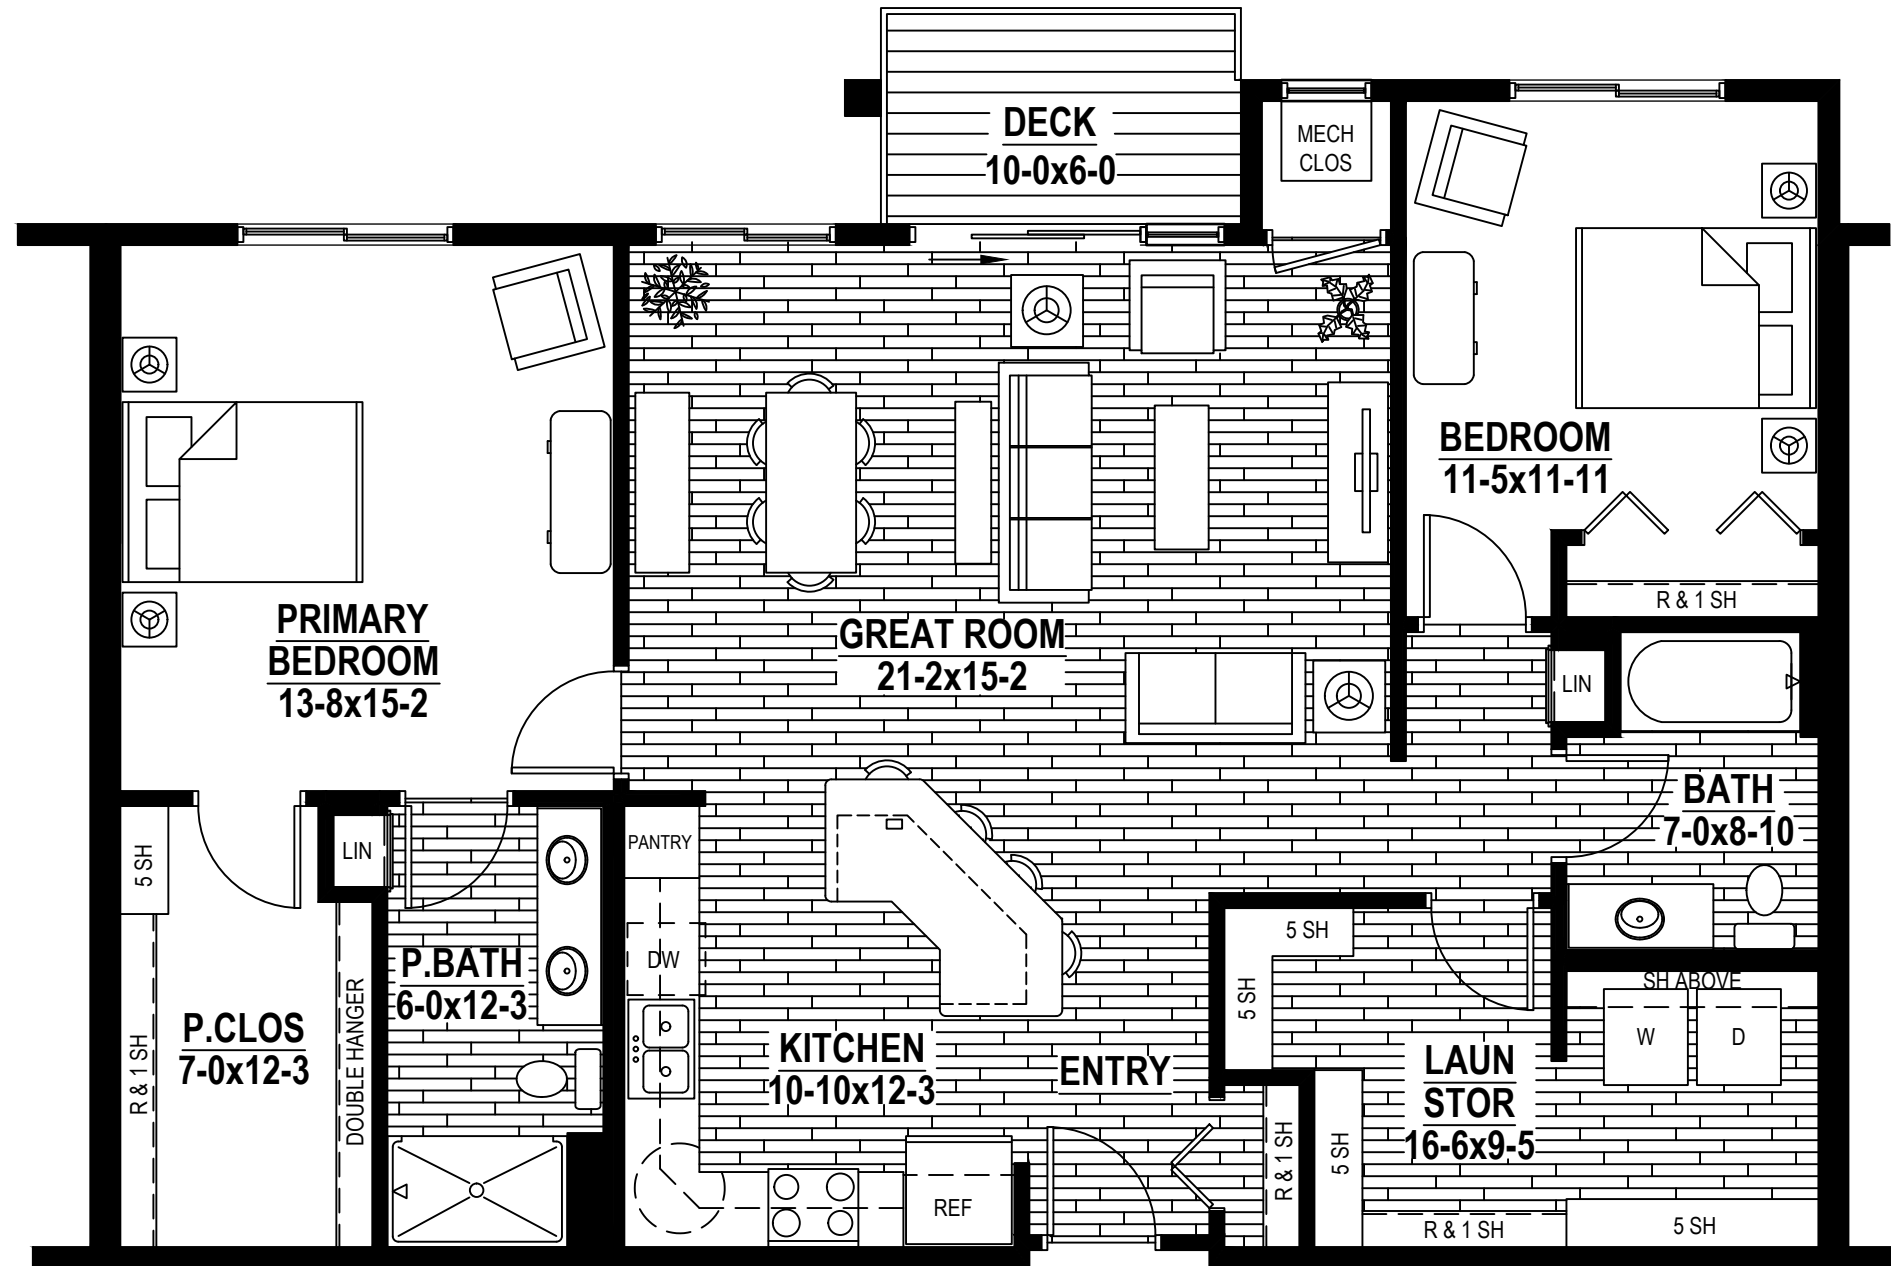 DECK
10-0x6-0
MECH
CLOS
BEDROOM
11-5x11-11
R & 1 SH
PRIMARY
BEDROOM
13-8x15-2
GREAT ROOM
21-2x15-2
LIN
BATH
7-0x8-10
LIN
5 SH
PANTRY
DW
P.BATH
6-0x12-3
P.CLOS
7-0x12-3
R & 1 SH
DOUBLE HANGER
KITCHEN
10-10x12-3
ENTRY
REF
5 SH
5 SH
SH ABOVE
W
D
LAUN
STOR
16-6x9-5
R & 1 SH
5 SH
R & 1 SH
5 SH